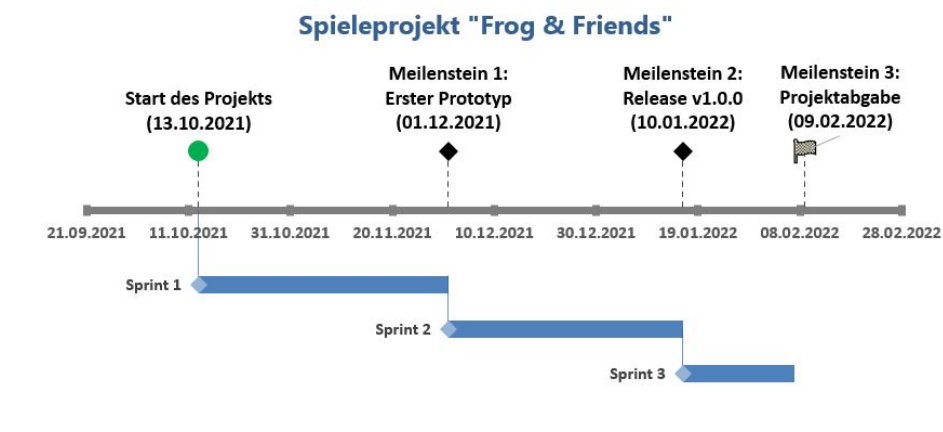 Spieleprojekt "Frog & Friends"
Start des Projekts
(13.10.2021)
Meilenstein 1:
Erster Prototyp
(01.12.2021)
Meilenstein 2:
Release v1.0.0
(10.01.2022)
Meilenstein 3:
Projektabgabe
(09.02.2022)
21.09.2021 11.10.2021 31.10.2021 20.11.2021 10.12.2021 30.12.2021 19.01.2022 08.02.2022 28.02.2022
Sprint 1
Sprint 2
Sprint 3